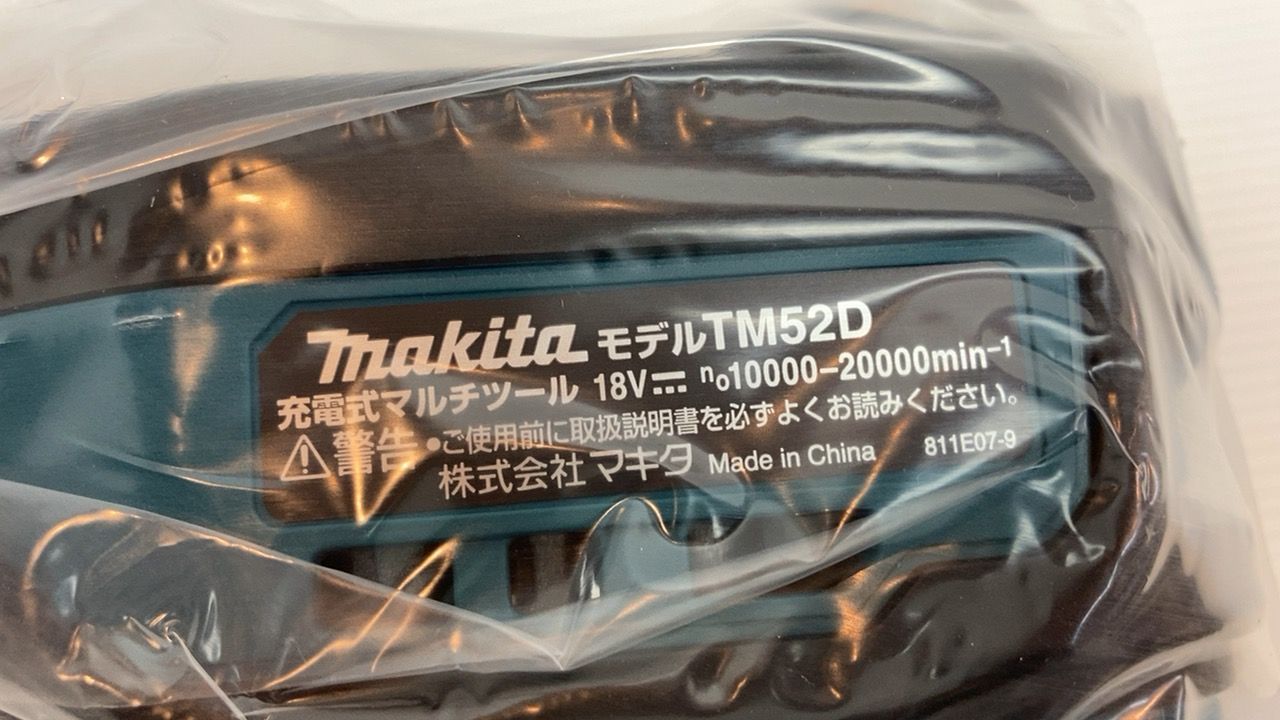 makita モデルTM52D
充電式マルチツール 18V⎓ n₀10000-20000min⁻¹
⚠警告 •ご使用前に取扱説明書を必ずよくお読みください。
株式会社マキタ Made in China 811E07-9